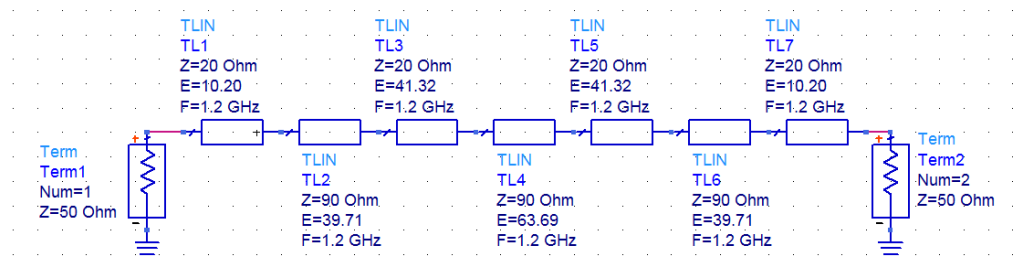 TLIN
TL1
Z=20 Ohm
E=10.20
F=1.2 GHz
TLIN
TL3
Z=20 Ohm
E=41.32
F=1.2 GHz
TLIN
TL5
Z=20 Ohm
E=41.32
F=1.2 GHz
TLIN
TL7
Z=20 Ohm
E=10.20
F=1.2 GHz
Term
Term1
Num=1
Z=50 Ohm
TLIN
TL2
Z=90 Ohm
E=39.71
F=1.2 GHz
TLIN
TL4
Z=90 Ohm
E=63.69
F=1.2 GHz
TLIN
TL6
Z=90 Ohm
E=39.71
F=1.2 GHz
Term
Term2
Num=2
Z=50 Ohm